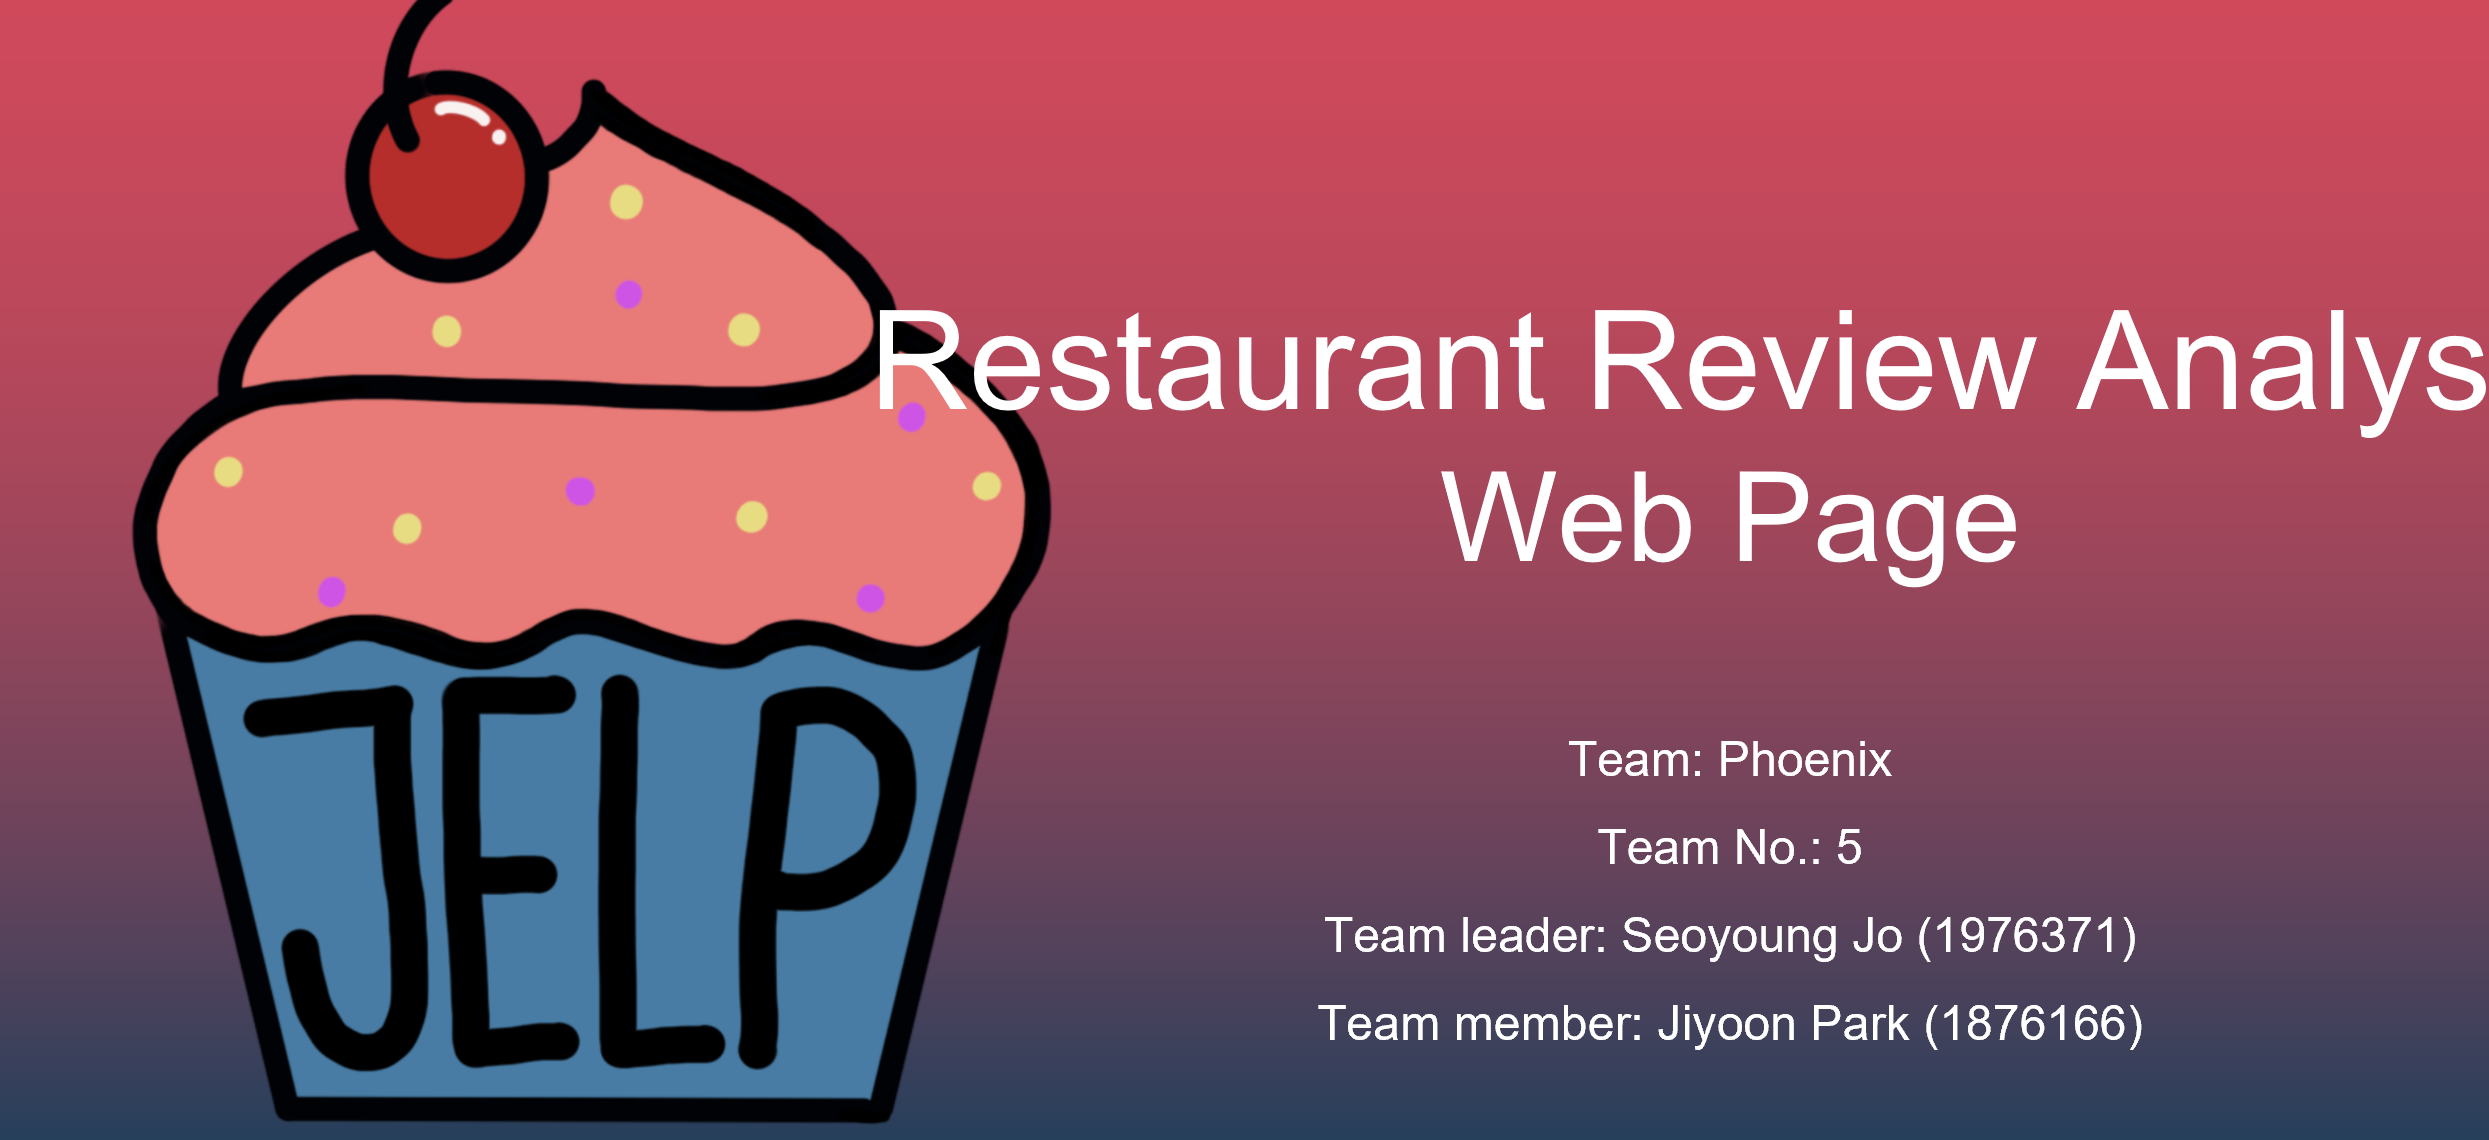 Restaurant Review Analys
Web Page
JELP
Team: Phoenix
Team No.: 5
Team leader: Seoyoung Jo (1976371)
Team member: Jiyoon Park (1876166)